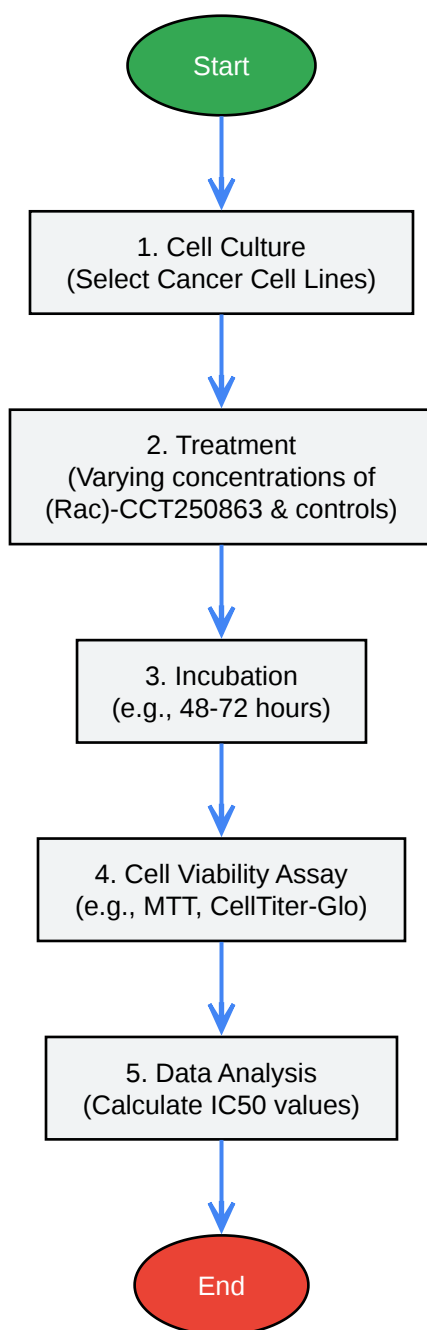 Start
1. Cell Culture
(Select Cancer Cell Lines)
2. Treatment
(Varying concentrations of
(Rac)-CCT250863 & controls)
3. Incubation
(e.g., 48-72 hours)
4. Cell Viability Assay
(e.g., MTT, CellTiter-Glo)
5. Data Analysis
(Calculate IC50 values)
End